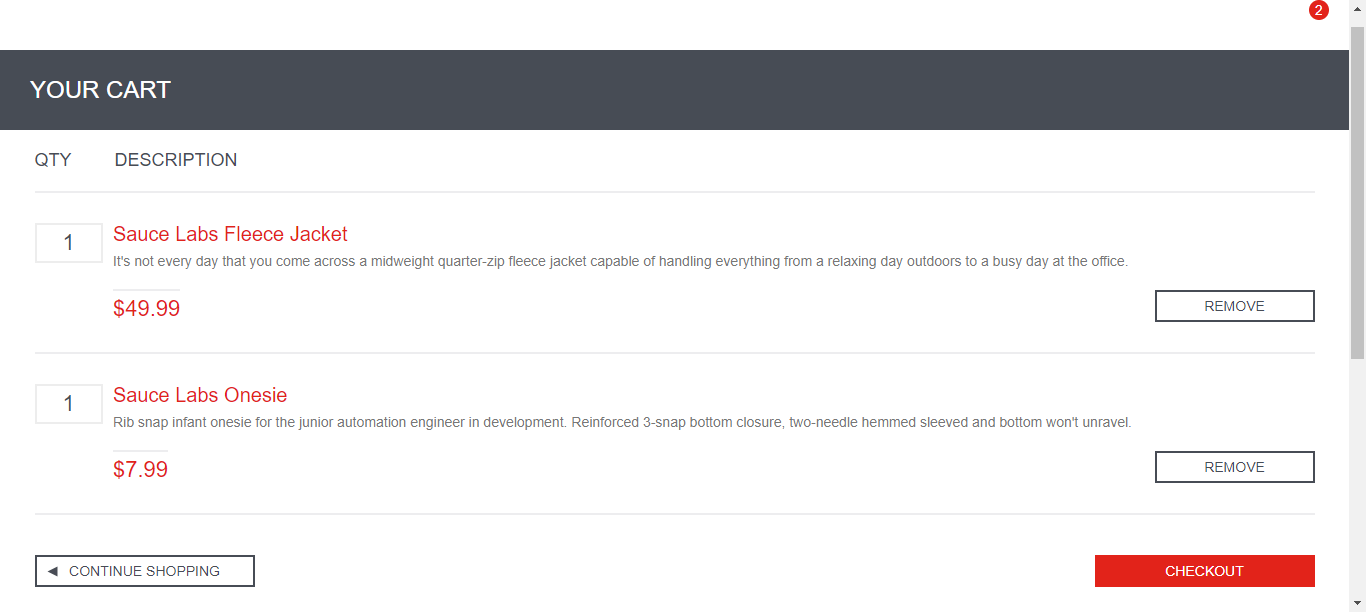 2
YOUR CART
QTY DESCRIPTION
1 Sauce Labs Fleece Jacket
It's not every day that you come across a midweight quarter-zip fleece jacket capable of handling everything from a relaxing day outdoors to a busy day at the office.
$49.99 REMOVE
1 Sauce Labs Onesie
Rib snap infant onesie for the junior automation engineer in development. Reinforced 3-snap bottom closure, two-needle hemmed sleeved and bottom won't unravel.
$7.99 REMOVE
CONTINUE SHOPPING CHECKOUT